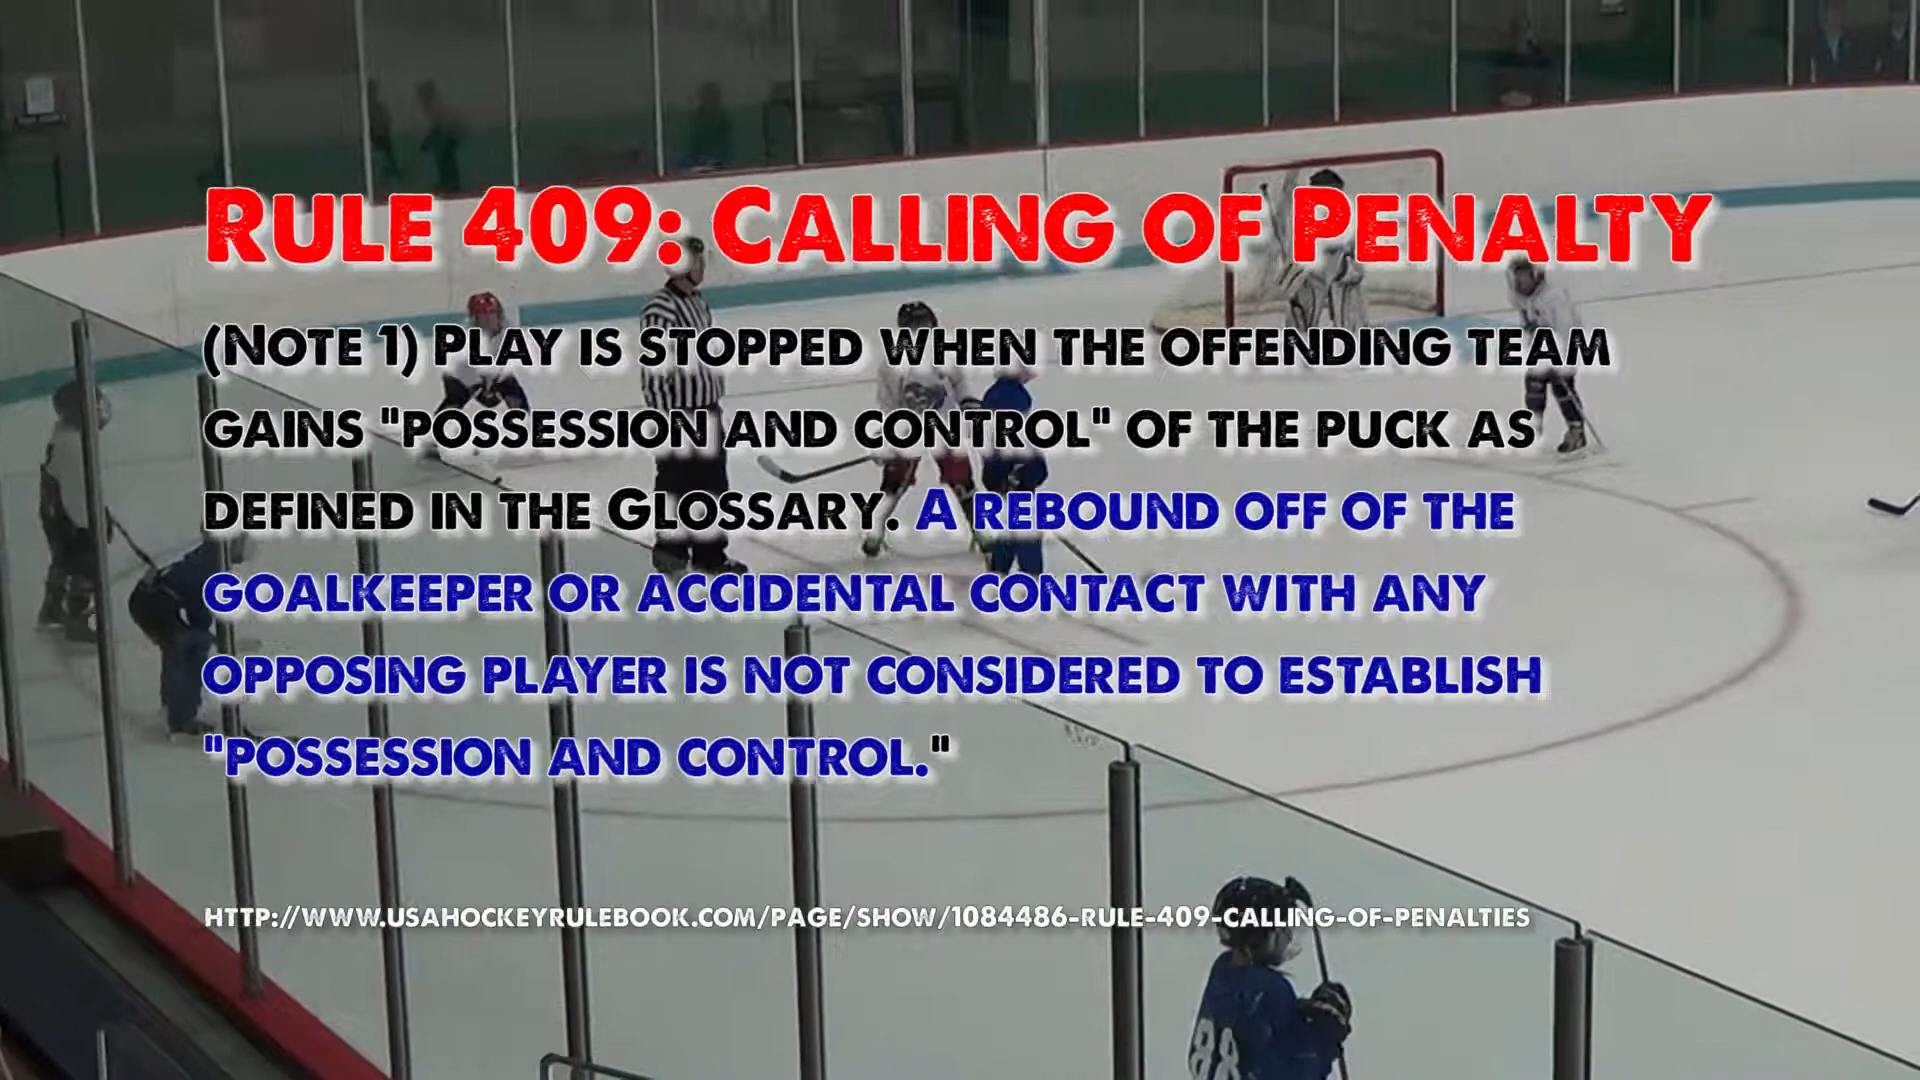 Rule 409: Calling of Penalty
(Note 1) Play is stopped when the offending team
gains "possession and control" of the puck as
defined in the Glossary. A rebound off of the
goalkeeper or accidental contact with any
opposing player is not considered to establish
"possession and control."
http://www.usahockeyrulebook.com/page/show/1084486-rule-409-calling-of-penalties
88